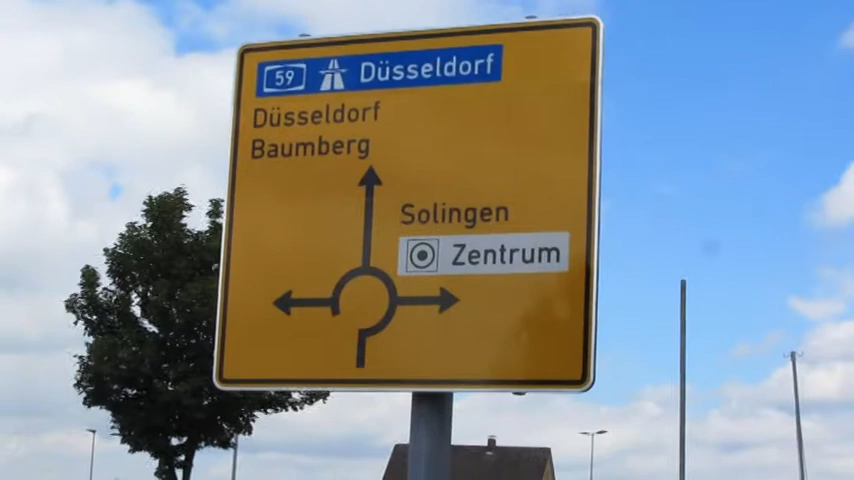 59 Düsseldorf
Düsseldorf
Baumberg
Solingen
Zentrum